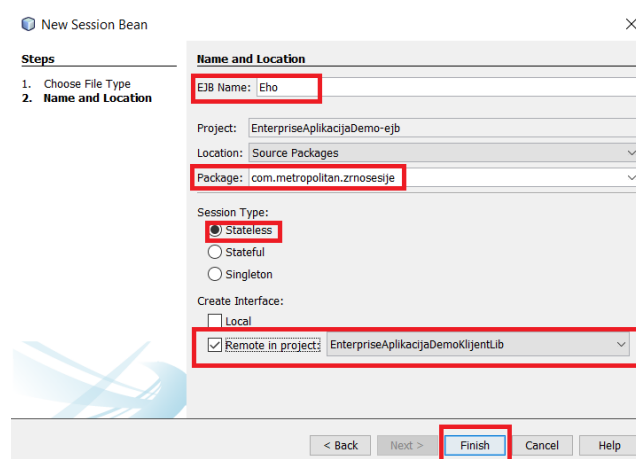 New Session Bean
Steps
1. Choose File Type
2. Name and Location
Name and Location
EJB Name: Eho
Project: EnterpriseAplikacijaDemo-ejb
Location: Source Packages
Package: com.metropolitan.zrnosesije
Session Type:
Stateless
Stateful
Singleton
Create Interface:
Local
Remote in project: EnterpriseAplikacijaDemoKlijentLib
< Back Next > Finish Cancel Help